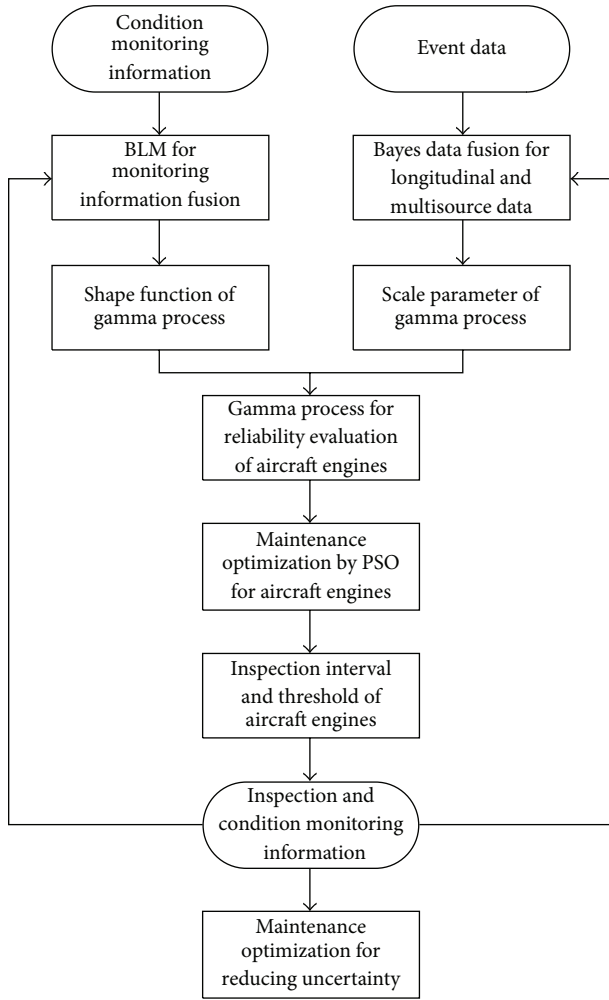 Condition
monitoring
information
Event data
BLM for
monitoring
information fusion
Bayes data fusion for
longitudinal and
multisource data
Shape function of
gamma process
Scale parameter of
gamma process
Gamma process for
reliability evaluation
of aircraft engines
Maintenance
optimization by PSO
for aircraft engines
Inspection interval
and threshold of
aircraft engines
Inspection and
condition monitoring
information
Maintenance
optimization for
reducing uncertainty